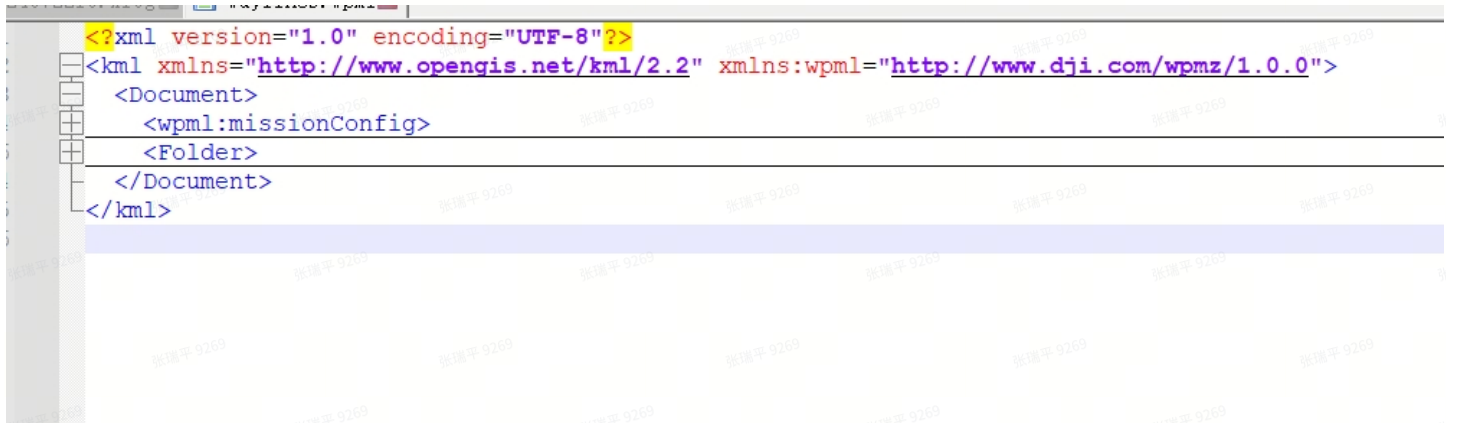 <?xml version="1.0" encoding="UTF-8"?>
<kml xmlns="http://www.opengis.net/kml/2.2" xmlns:wpml="http://www.dji.com/wpmz/1.0.0">
<Document>
<wpml:missionConfig>
<Folder>
</Document>
</kml>
张瑞平 9269